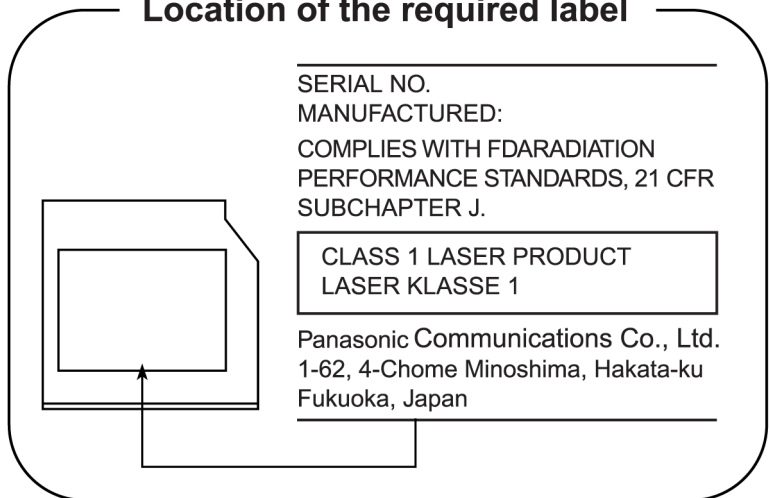 Location of the required label
SERIAL NO.
MANUFACTURED:
COMPLIES WITH FDARADIATION
PERFORMANCE STANDARDS, 21 CFR
SUBCHAPTER J.
CLASS 1 LASER PRODUCT
LASER KLASSE 1
Panasonic Communications Co., Ltd.
1-62, 4-Chome Minoshima, Hakata-ku
Fukuoka, Japan